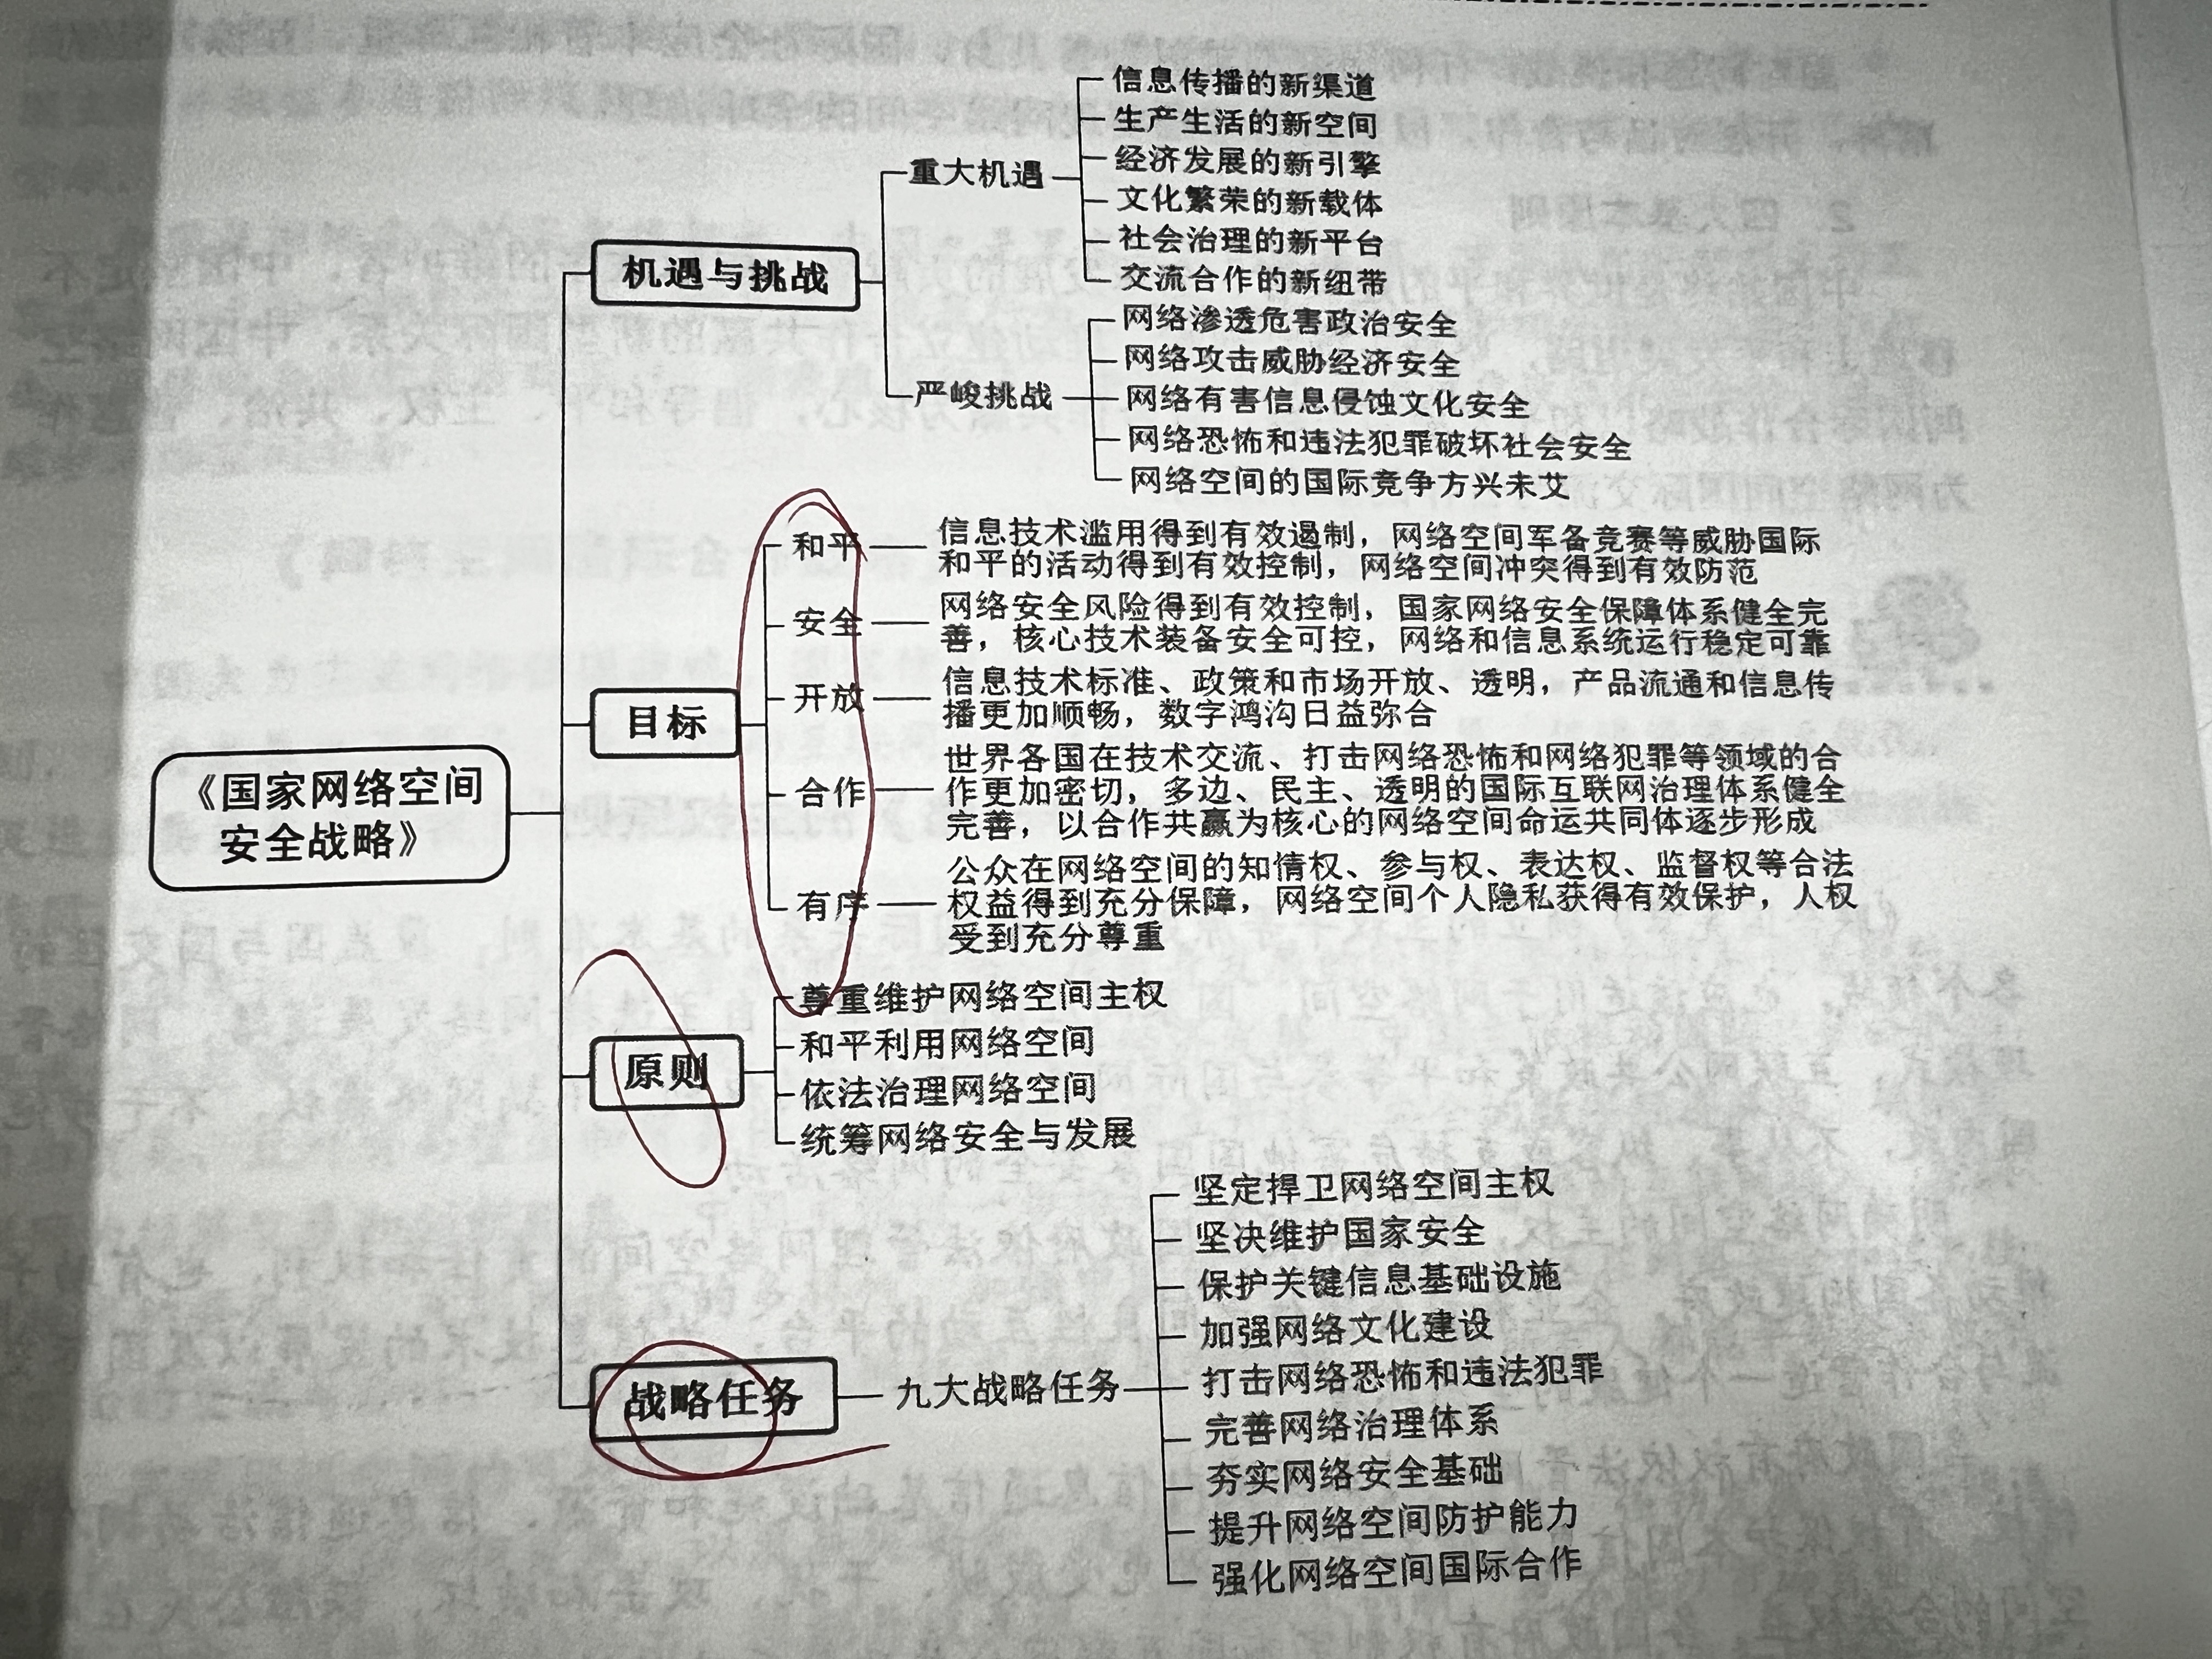 《国家网络空间
安全战略》
机遇与挑战
重大机遇
信息传播的新渠道
生产生活的新空间
经济发展的新引擎
文化繁荣的新载体
社会治理的新平台
交流合作的新纽带
严峻挑战
网络渗透危害政治安全
网络攻击威胁经济安全
网络有害信息侵蚀文化安全
网络恐怖和违法犯罪破坏社会安全
网络空间的国际竞争方兴未艾
目标
和平
信息技术滥用得到有效遏制，网络空间军备竞赛等威胁国际
和平的活动得到有效控制，网络空间冲突得到有效防范
安全
网络安全风险得到有效控制，国家网络安全保障体系健全完
善，核心技术装备安全可控，网络和信息系统运行稳定可靠
开放
信息技术标准、政策和市场开放、透明，产品流通和信息传
播更加顺畅，数字鸿沟日益弥合
合作
世界各国在技术交流、打击网络恐怖和网络犯罪等领域的合
作更加密切，多边、民主、透明的国际互联网治理体系健全
完善，以合作共赢为核心的网络空间命运共同体逐步形成
有序
公众在网络空间的知情权、参与权、表达权、监督权等合法
权益得到充分保障，网络空间个人隐私获得有效保护，人权
受到充分尊重
原则
尊重维护网络空间主权
和平利用网络空间
依法治理网络空间
统筹网络安全与发展
战略任务
九大战略任务
坚定捍卫网络空间主权
坚决维护国家安全
保护关键信息基础设施
加强网络文化建设
打击网络恐怖和违法犯罪
完善网络治理体系
夯实网络安全基础
提升网络空间防护能力
强化网络空间国际合作